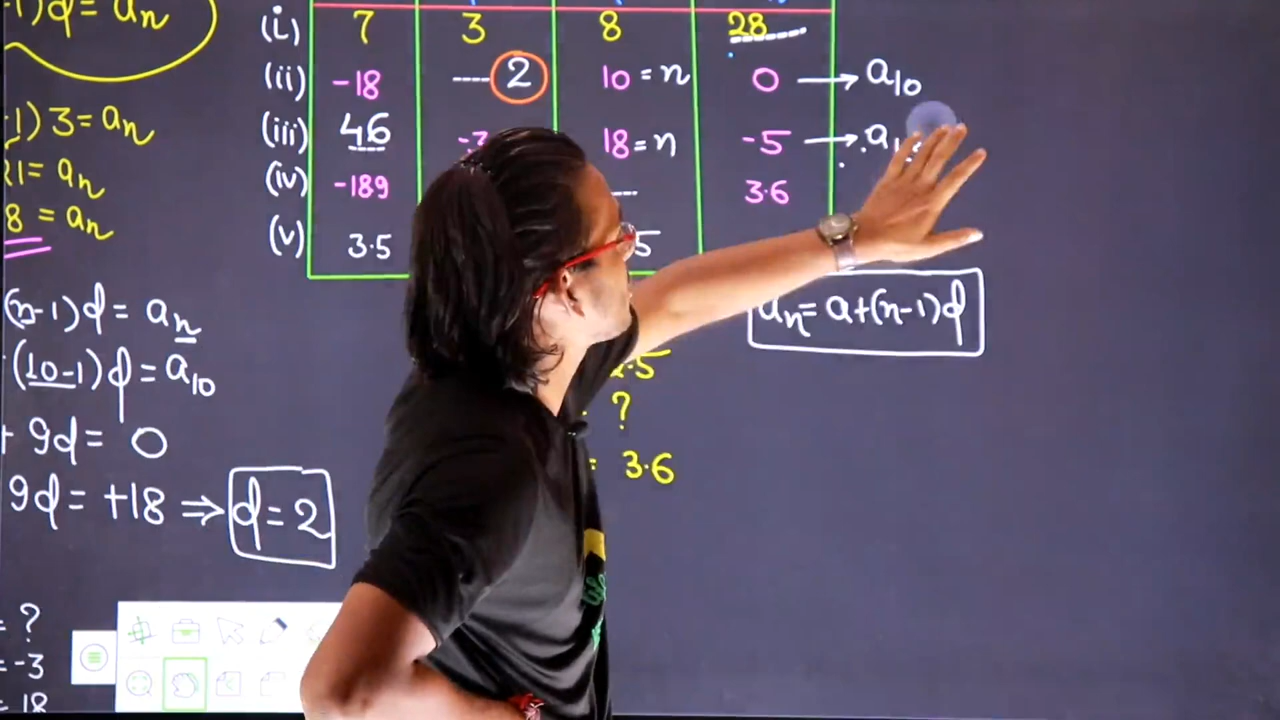 -1)d = an
(i) 7 3 8 28
(ii) -18 ---- 2 10 = n 0 → a10
(iii) 46 -3 18 = n -5 →
(iv) -189 3.6
(v) 3.5
-1) 3 = an
21 = an
8 = an
(n-1)d = an
(10-1)d = a10
+ 9d = 0
9d = +18 ⇒ d = 2
an = a+(n-1)d
= ?
= 3.6
= ?
= -3
= 18